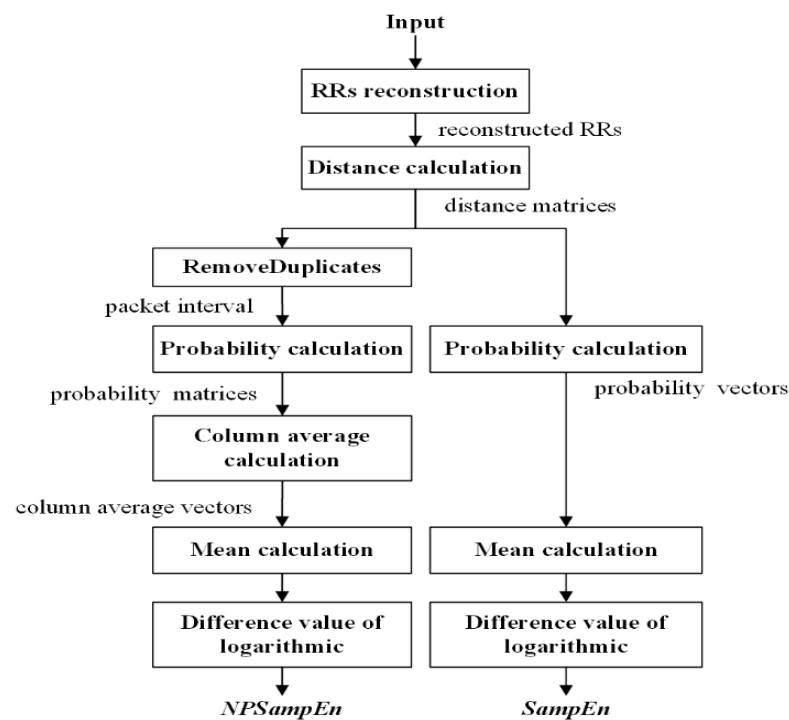 Input
RRs reconstruction
reconstructed RRs
Distance calculation
distance matrices
RemoveDuplicates
packet interval
Probability calculation
Probability calculation
probability matrices
probability vectors
Column average
calculation
column average vectors
Mean calculation
Mean calculation
Difference value of
logarithmic
Difference value of
logarithmic
NPSampEn
SampEn